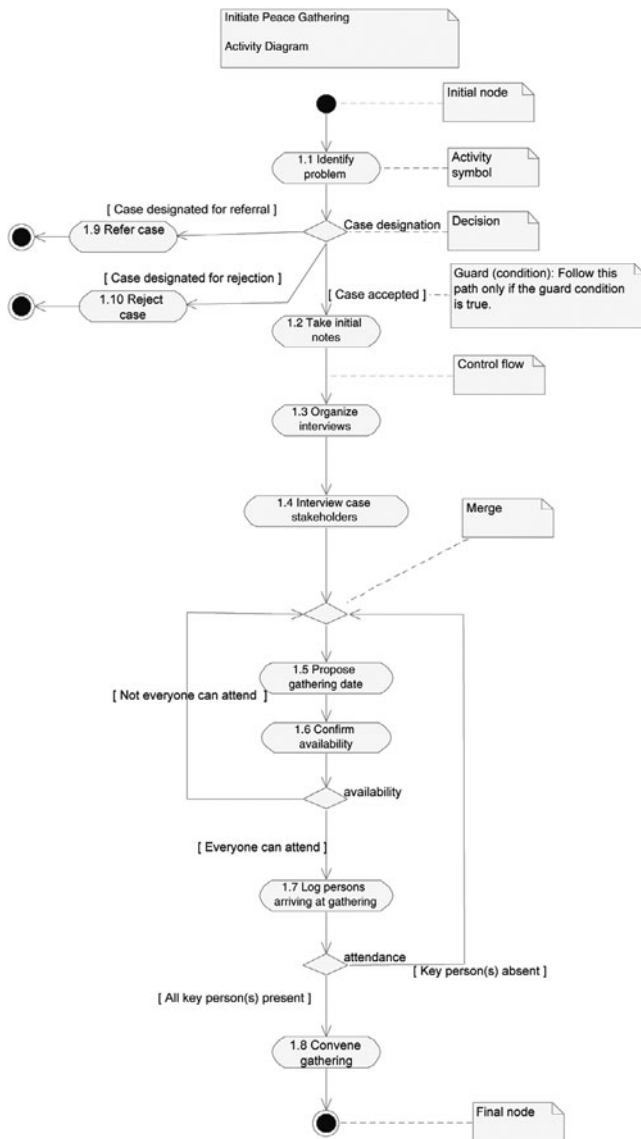 Initiate Peace Gathering
Activity Diagram
Initial node
1.1 Identify
problem
Activity
symbol
[ Case designated for referral ]
1.9 Refer case
Case designation
Decision
[ Case designated for rejection ]
1.10 Reject
case
[ Case accepted ]
Guard (condition): Follow this
path only if the guard condition
is true.
1.2 Take initial
notes
Control flow
1.3 Organize
interviews
1.4 Interview case
stakeholders
Merge
1.5 Propose
gathering date
[ Not everyone can attend ]
1.6 Confirm
availability
availability
[ Everyone can attend ]
1.7 Log persons
arriving at gathering
attendance
[ Key person(s) absent ]
[ All key person(s) present ]
1.8 Convene
gathering
Final node